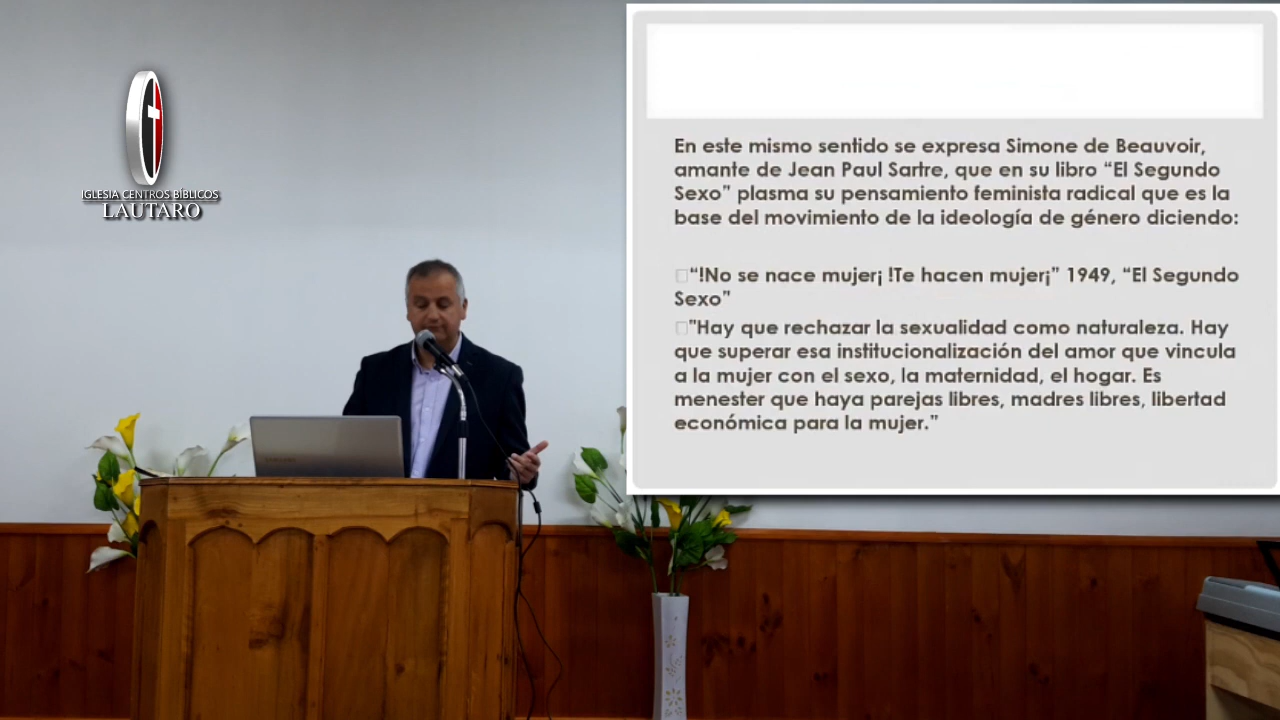 IGLESIA CENTROS BÍBLICOS
LAUTARO
En este mismo sentido se expresa Simone de Beauvoir,
amante de Jean Paul Sartre, que en su libro “El Segundo
Sexo” plasma su pensamiento feminista radical que es la
base del movimiento de la ideología de género diciendo:
“!No se nace mujer¡ !Te hacen mujer¡” 1949, “El Segundo
Sexo”
"Hay que rechazar la sexualidad como naturaleza. Hay
que superar esa institucionalización del amor que vincula
a la mujer con el sexo, la maternidad, el hogar. Es
menester que haya parejas libres, madres libres, libertad
económica para la mujer.”